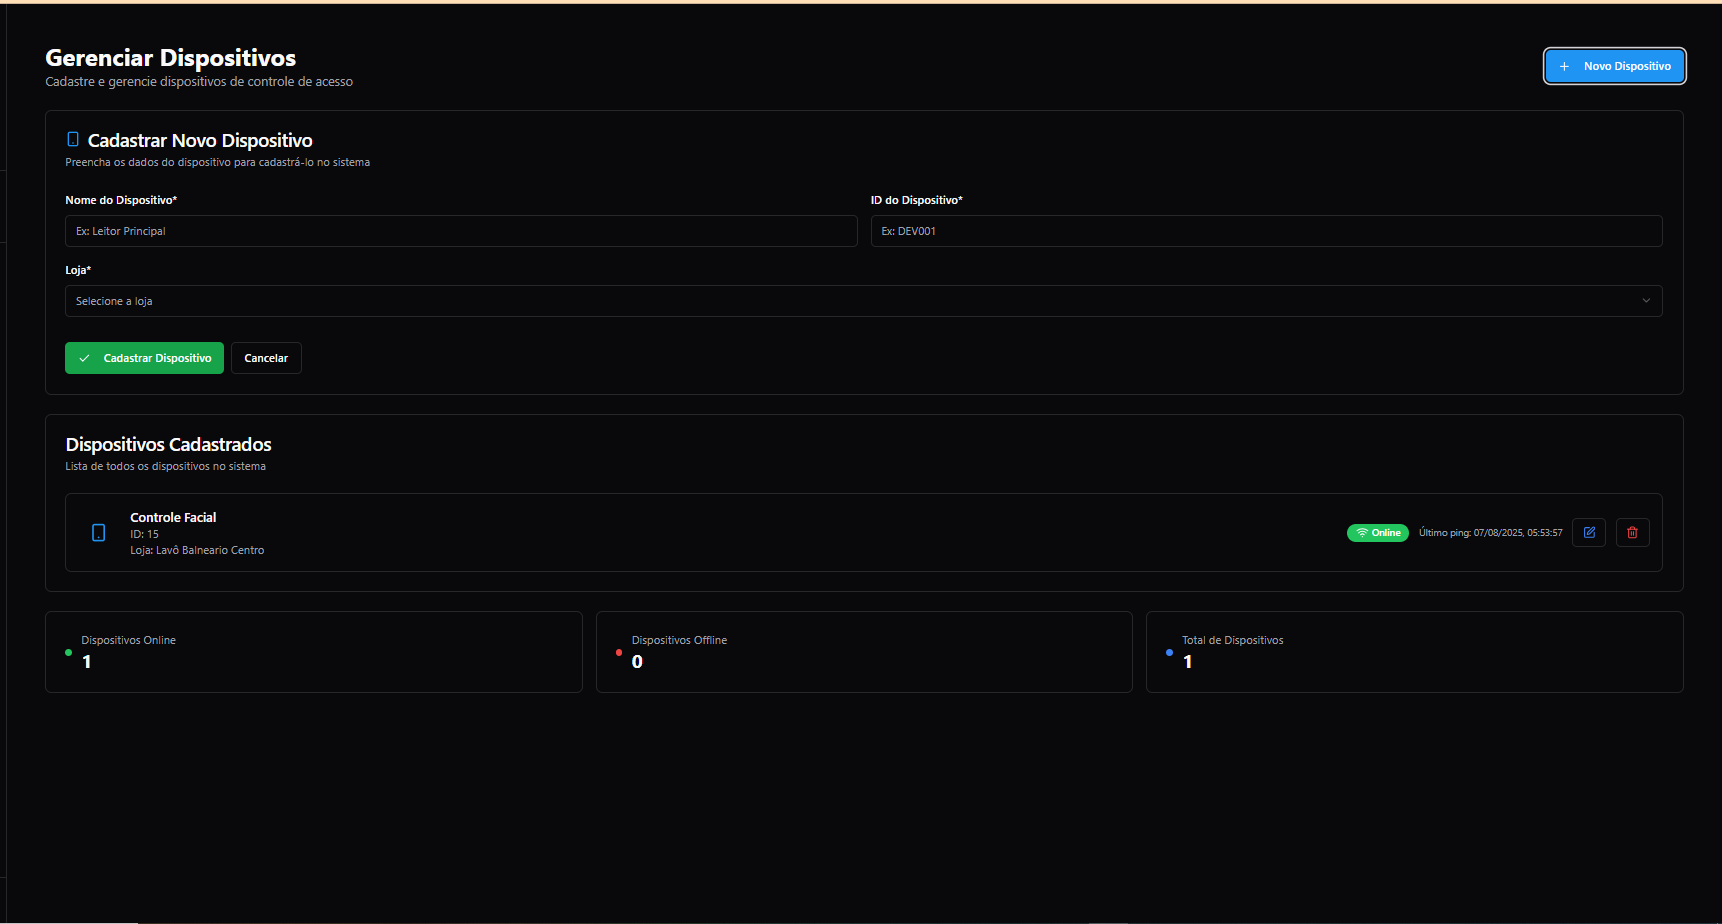 Gerenciar Dispositivos
Cadastre e gerencie dispositivos de controle de acesso
Novo Dispositivo
Cadastrar Novo Dispositivo
Preencha os dados do dispositivo para cadastrá-lo no sistema
Nome do Dispositivo*
ID do Dispositivo*
Ex: Leitor Principal
Ex: DEV001
Loja*
Selecione a loja
Cadastrar Dispositivo
Cancelar
Dispositivos Cadastrados
Lista de todos os dispositivos no sistema
Controle Facial
ID: 15
Loja: Lavô Balneario Centro
Online
Último ping: 07/08/2025, 05:53:57
Dispositivos Online
1
Dispositivos Offline
0
Total de Dispositivos
1